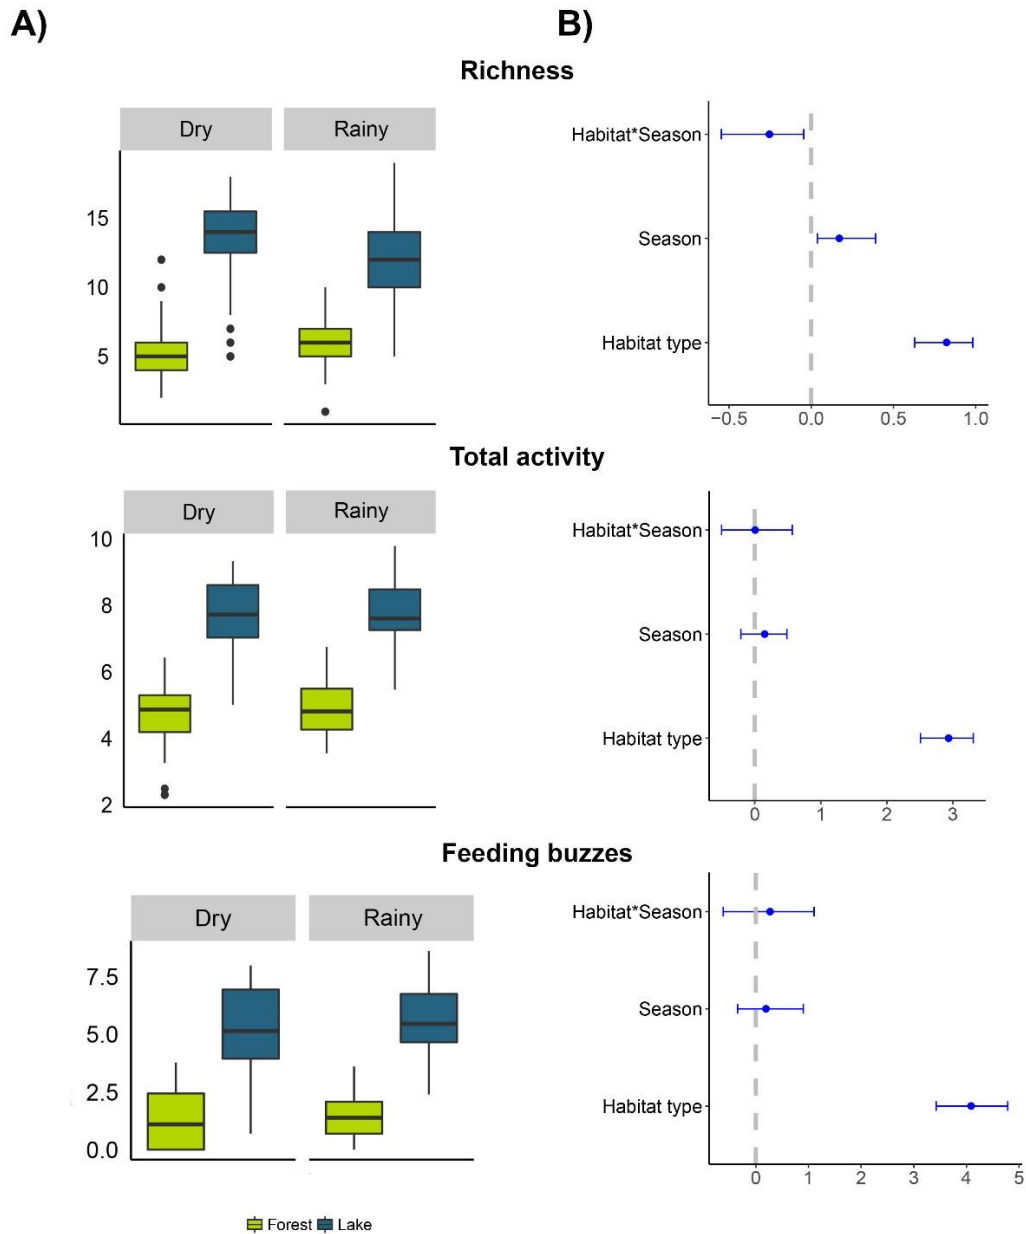 A) B)
Richness
Dry Rainy
15
10
5
Habitat*Season
Season
Habitat type
−0.5 0.0 0.5 1.0
Total activity
Dry Rainy
10
8
6
4
2
Habitat*Season
Season
Habitat type
0 1 2 3
Feeding buzzes
Dry Rainy
7.5
5.0
2.5
0.0
Habitat*Season
Season
Habitat type
0 1 2 3 4 5
Forest Lake